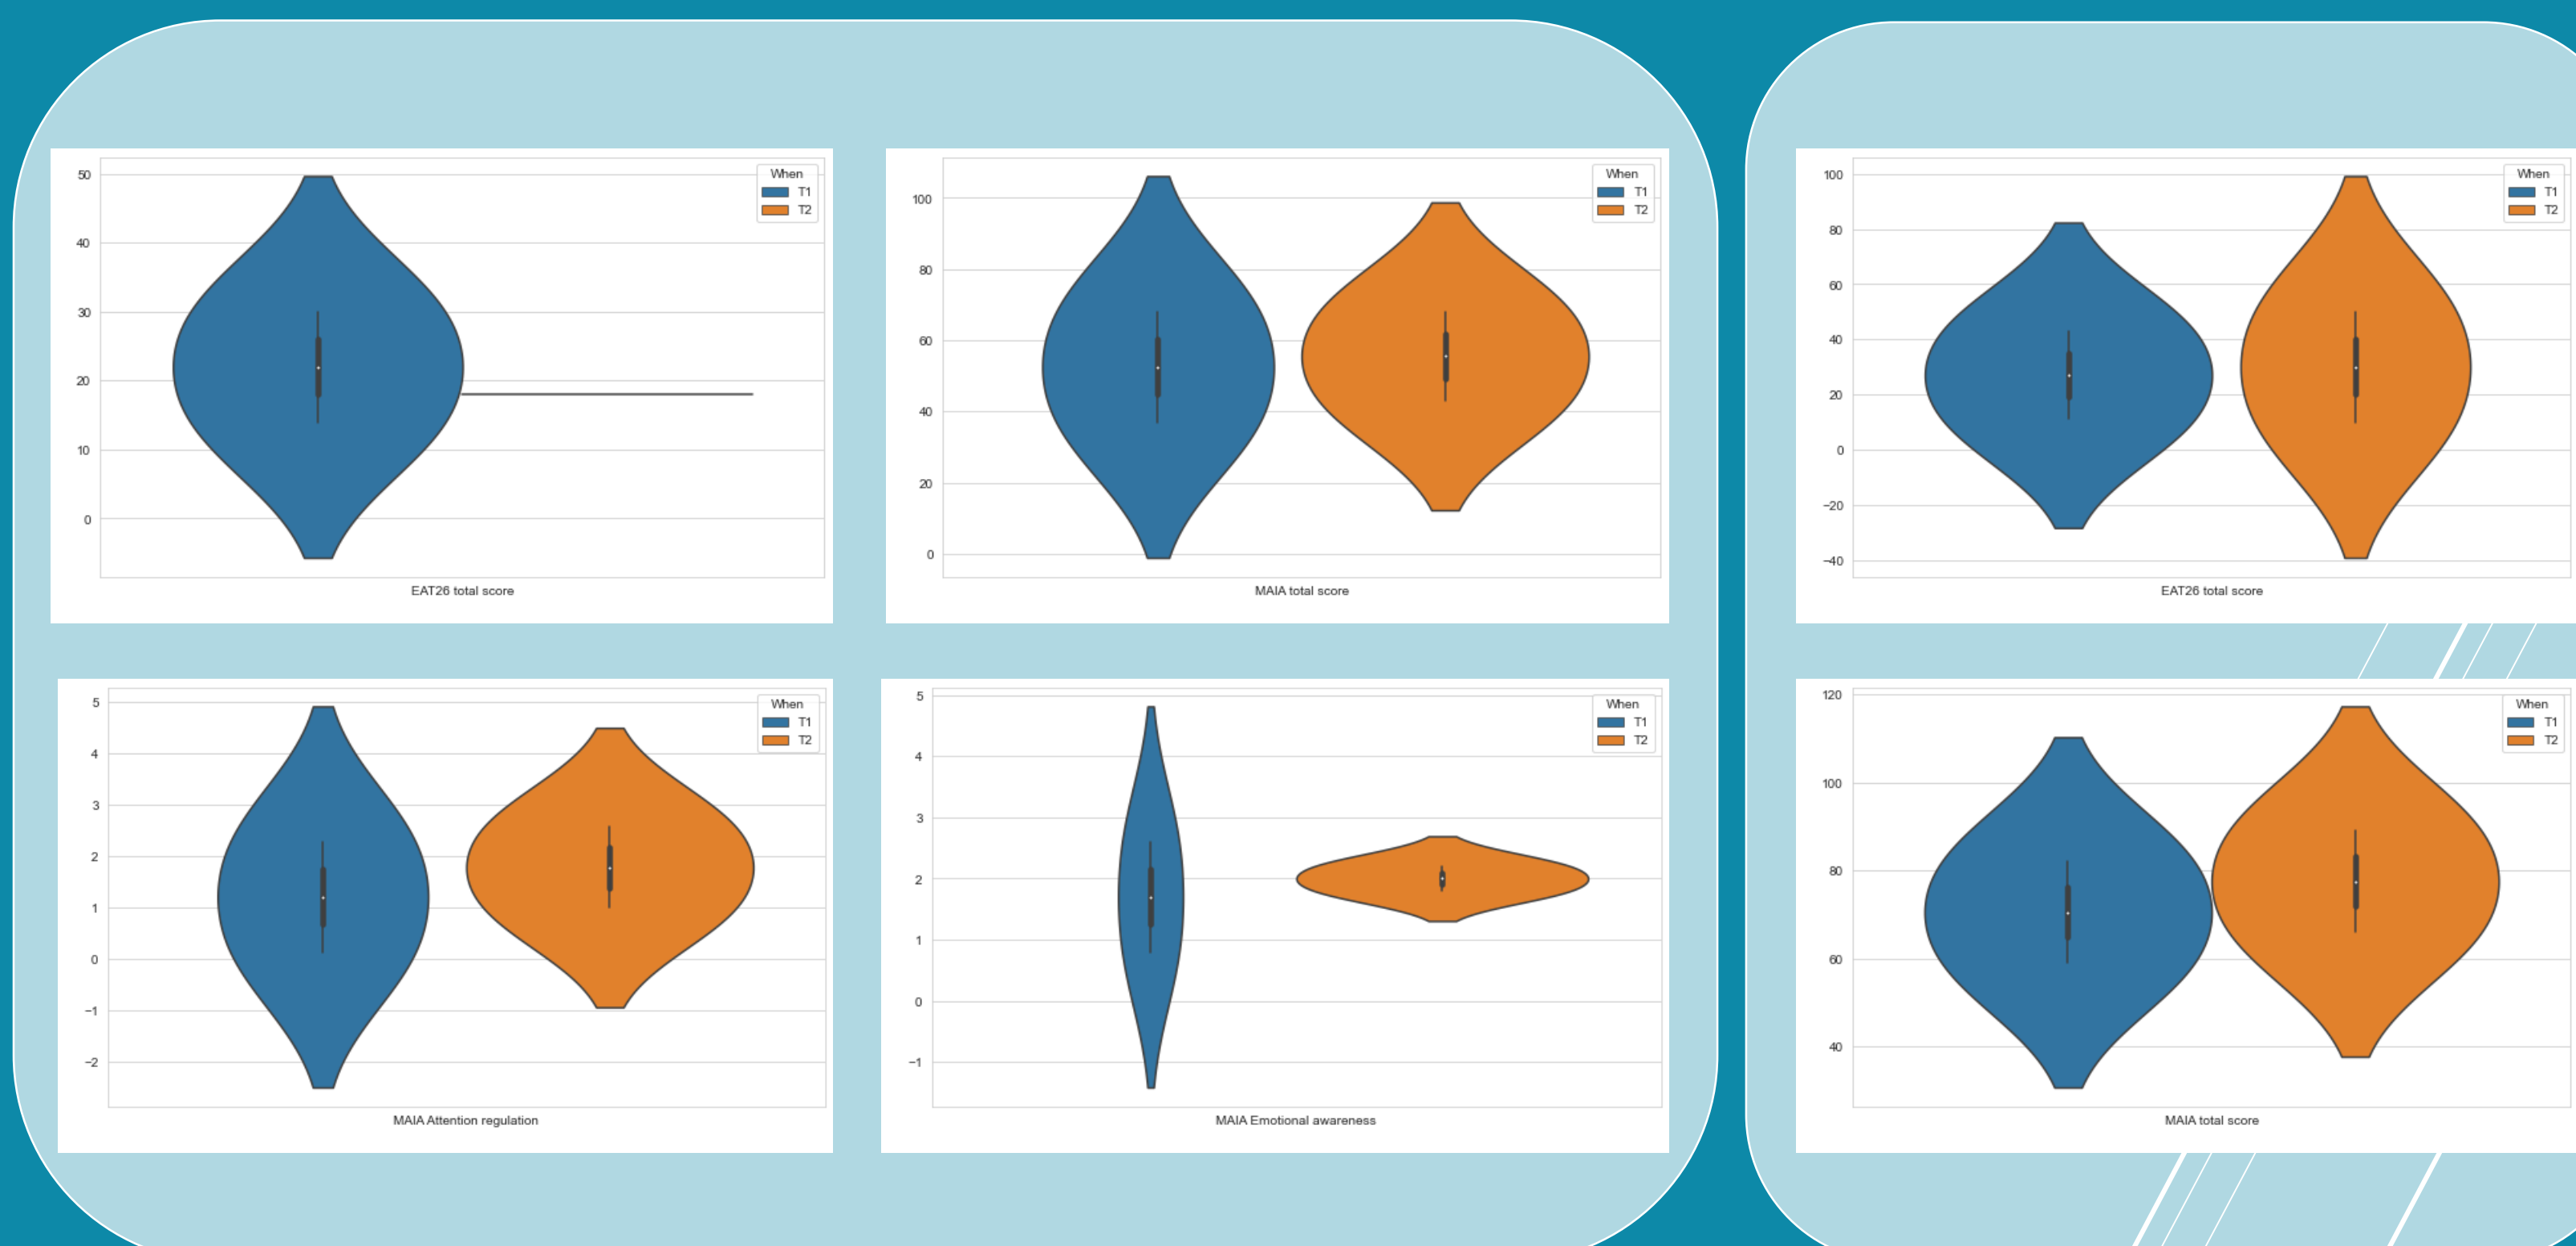 50
40
30
20
10
0
When
T1
T2
EAT26 total score
100
80
60
40
20
0
When
T1
T2
MAIA total score
100
80
60
40
20
0
−20
−40
When
T1
T2
EAT26 total score
5
4
3
2
1
0
−1
−2
When
T1
T2
MAIA Attention regulation
5
4
3
2
1
0
−1
When
T1
T2
MAIA Emotional awareness
120
100
80
60
40
When
T1
T2
MAIA total score